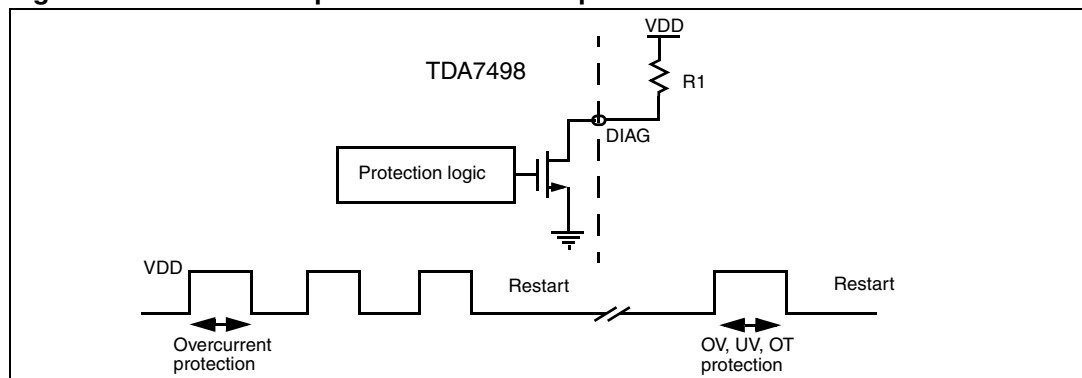 VDD
TDA7498
R1
DIAG
Protection logic
VDD
Restart
Restart
Overcurrent
protection
OV, UV, OT
protection